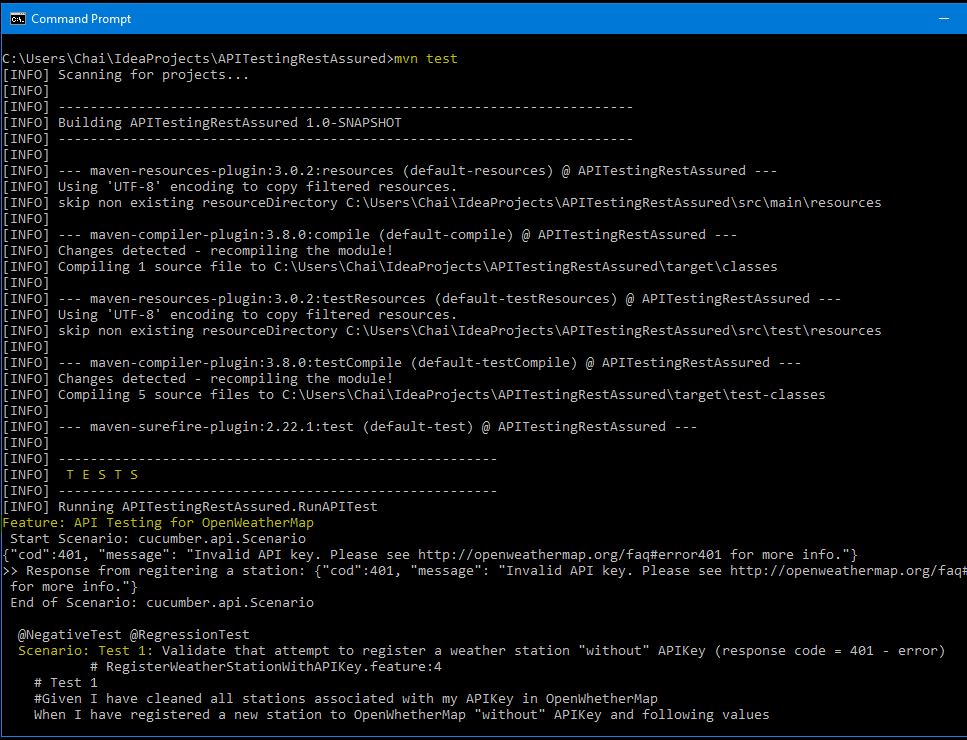 Command Prompt
C:\Users\Chai\IdeaProjects\APITestingRestAssured>mvn test
[INFO] Scanning for projects...
[INFO]
[INFO] ------------------------------------------------------------------------
[INFO] Building APITestingRestAssured 1.0-SNAPSHOT
[INFO] ------------------------------------------------------------------------
[INFO]
[INFO] --- maven-resources-plugin:3.0.2:resources (default-resources) @ APITestingRestAssured ---
[INFO] Using 'UTF-8' encoding to copy filtered resources.
[INFO] skip non existing resourceDirectory C:\Users\Chai\IdeaProjects\APITestingRestAssured\src\main\resources
[INFO]
[INFO] --- maven-compiler-plugin:3.8.0:compile (default-compile) @ APITestingRestAssured ---
[INFO] Changes detected - recompiling the module!
[INFO] Compiling 1 source file to C:\Users\Chai\IdeaProjects\APITestingRestAssured\target\classes
[INFO]
[INFO] --- maven-resources-plugin:3.0.2:testResources (default-testResources) @ APITestingRestAssured ---
[INFO] Using 'UTF-8' encoding to copy filtered resources.
[INFO] skip non existing resourceDirectory C:\Users\Chai\IdeaProjects\APITestingRestAssured\src\test\resources
[INFO]
[INFO] --- maven-compiler-plugin:3.8.0:testCompile (default-testCompile) @ APITestingRestAssured ---
[INFO] Changes detected - recompiling the module!
[INFO] Compiling 5 source files to C:\Users\Chai\IdeaProjects\APITestingRestAssured\target\test-classes
[INFO]
[INFO] --- maven-surefire-plugin:2.22.1:test (default-test) @ APITestingRestAssured ---
[INFO]
[INFO] -------------------------------------------------------
[INFO]  T E S T S
[INFO] -------------------------------------------------------
[INFO] Running APITestingRestAssured.RunAPITest
Feature: API Testing for OpenWeatherMap
Start Scenario: cucumber.api.Scenario
{"cod":401, "message": "Invalid API key. Please see http://openweathermap.org/faq#error401 for more info."}
>> Response from regitering a station: {"cod":401, "message": "Invalid API key. Please see http://openweathermap.org/faq#
for more info."}
End of Scenario: cucumber.api.Scenario
@NegativeTest @RegressionTest
Scenario: Test 1: Validate that attempt to register a weather station "without" APIKey (response code = 401 - error)
# RegisterWeatherStationWithAPIKey.feature:4
# Test 1
#Given I have cleaned all stations associated with my APIKey in OpenWhetherMap
When I have registered a new station to OpenWhetherMap "without" APIKey and following values